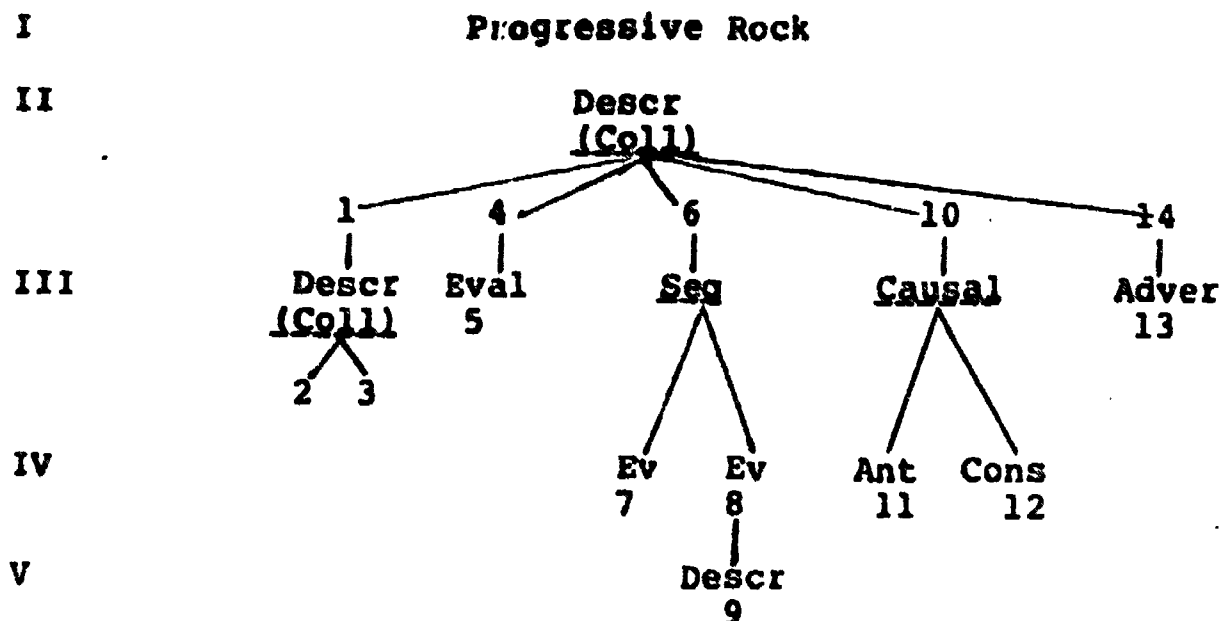 I Progressive Rock
II Descr
(Coll)
1 4 6 10 14
III Descr Eval Seq Causal Adver
(Coll) 5 13
2 3
IV Ev Ev Ant Cons
7 8 11 12
V Descr
9